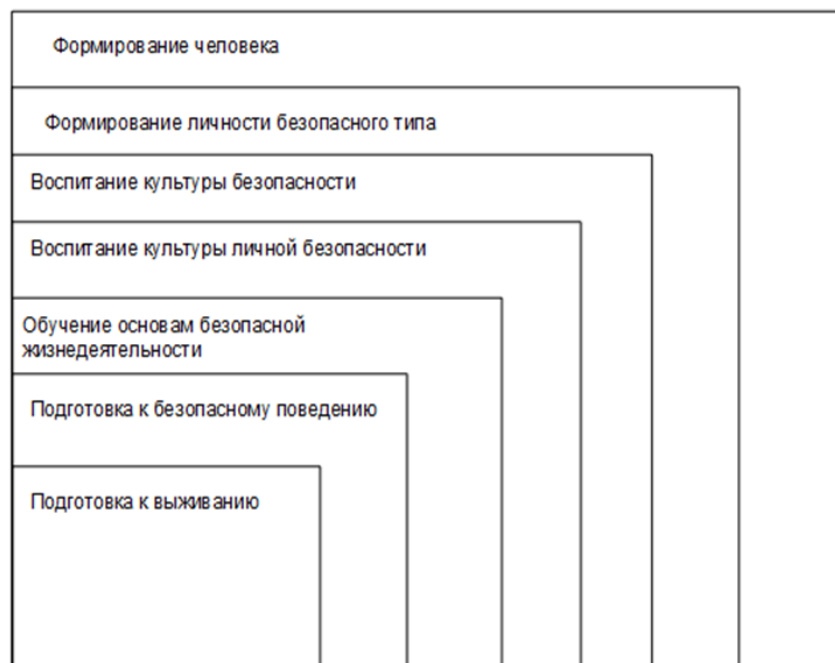 Формирование человека
Формирование личности безопасного типа
Воспитание культуры безопасности
Воспитание культуры личной безопасности
Обучение основам безопасной
жизнедеятельности
Подготовка к безопасному поведению
Подготовка к выживанию